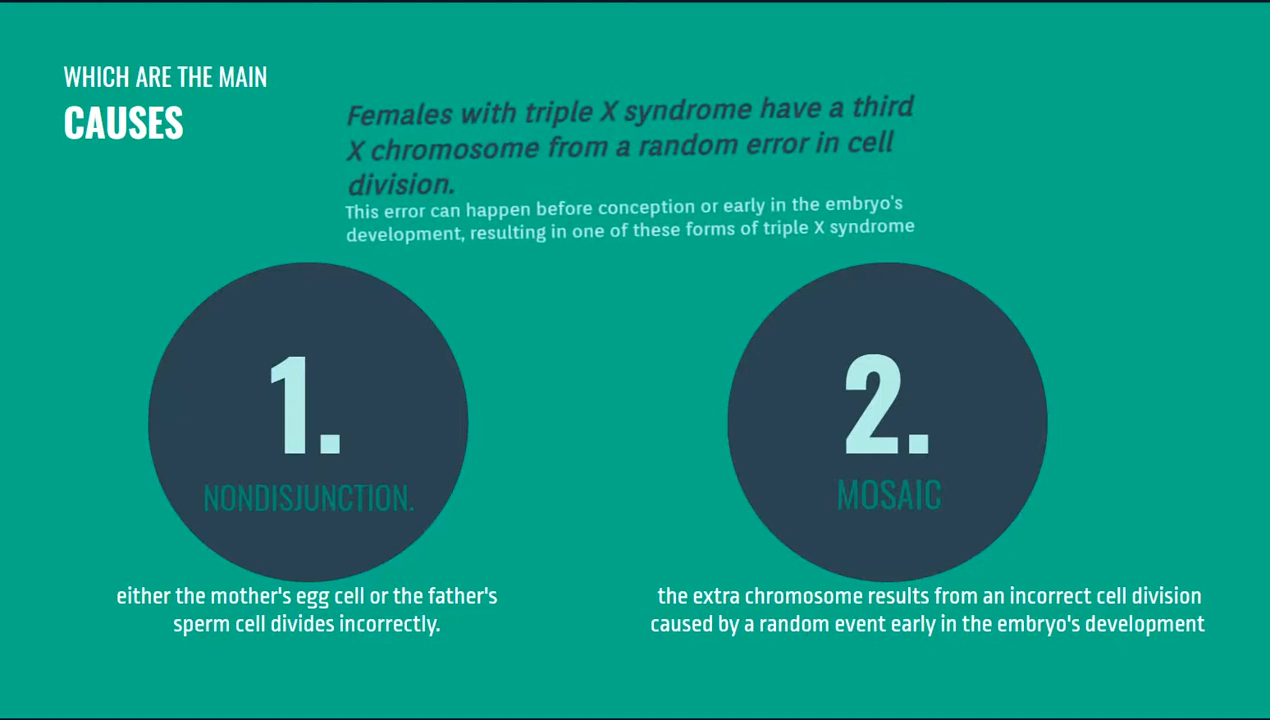 WHICH ARE THE MAIN
CAUSES
Females with triple X syndrome have a third
X chromosome from a random error in cell
division.
This error can happen before conception or early in the embryo's
development, resulting in one of these forms of triple X syndrome
1.
NONDISJUNCTION.
either the mother's egg cell or the father's
sperm cell divides incorrectly.
2.
MOSAIC
the extra chromosome results from an incorrect cell division
caused by a random event early in the embryo's development